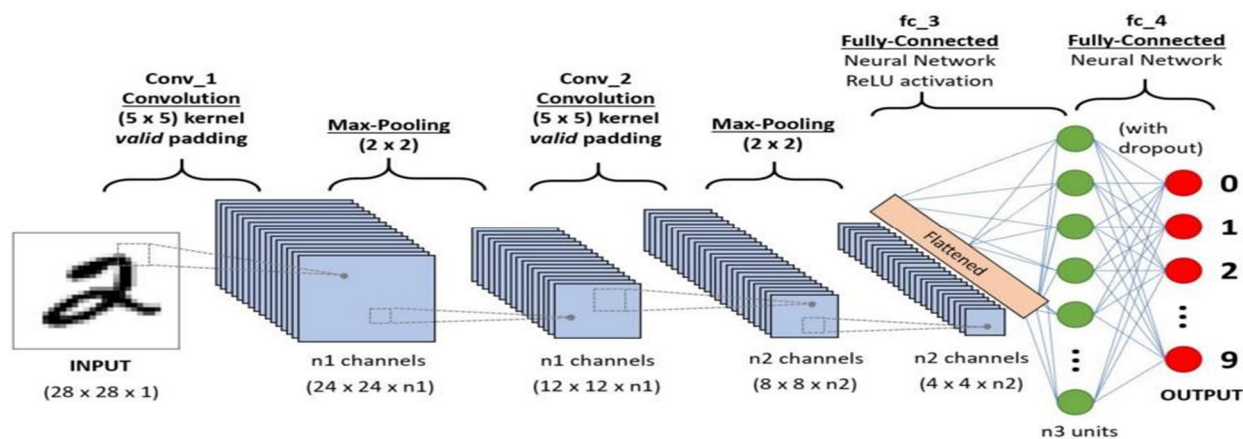 Conv_1
Convolution
(5 x 5) kernel
valid padding
Max-Pooling
(2 x 2)
Conv_2
Convolution
(5 x 5) kernel
valid padding
Max-Pooling
(2 x 2)
fc_3
Fully-Connected
Neural Network
ReLU activation
fc_4
Fully-Connected
Neural Network
(with
dropout)
Flattened
0
1
2
...
9
OUTPUT
...
n3 units
2
INPUT
(28 x 28 x 1)
n1 channels
(24 x 24 x n1)
n1 channels
(12 x 12 x n1)
n2 channels
(8 x 8 x n2)
n2 channels
(4 x 4 x n2)